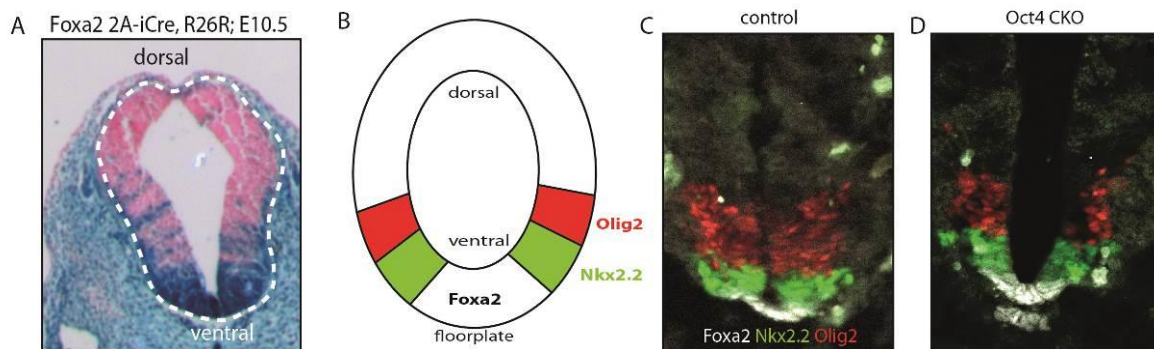 A
Foxa2 2A-iCre, R26R; E10.5
dorsal
ventral
B
dorsal
ventral
Olig2
Nkx2.2
Foxa2
floorplate
C
control
Foxa2 Nkx2.2 Olig2
D
Oct4 CKO